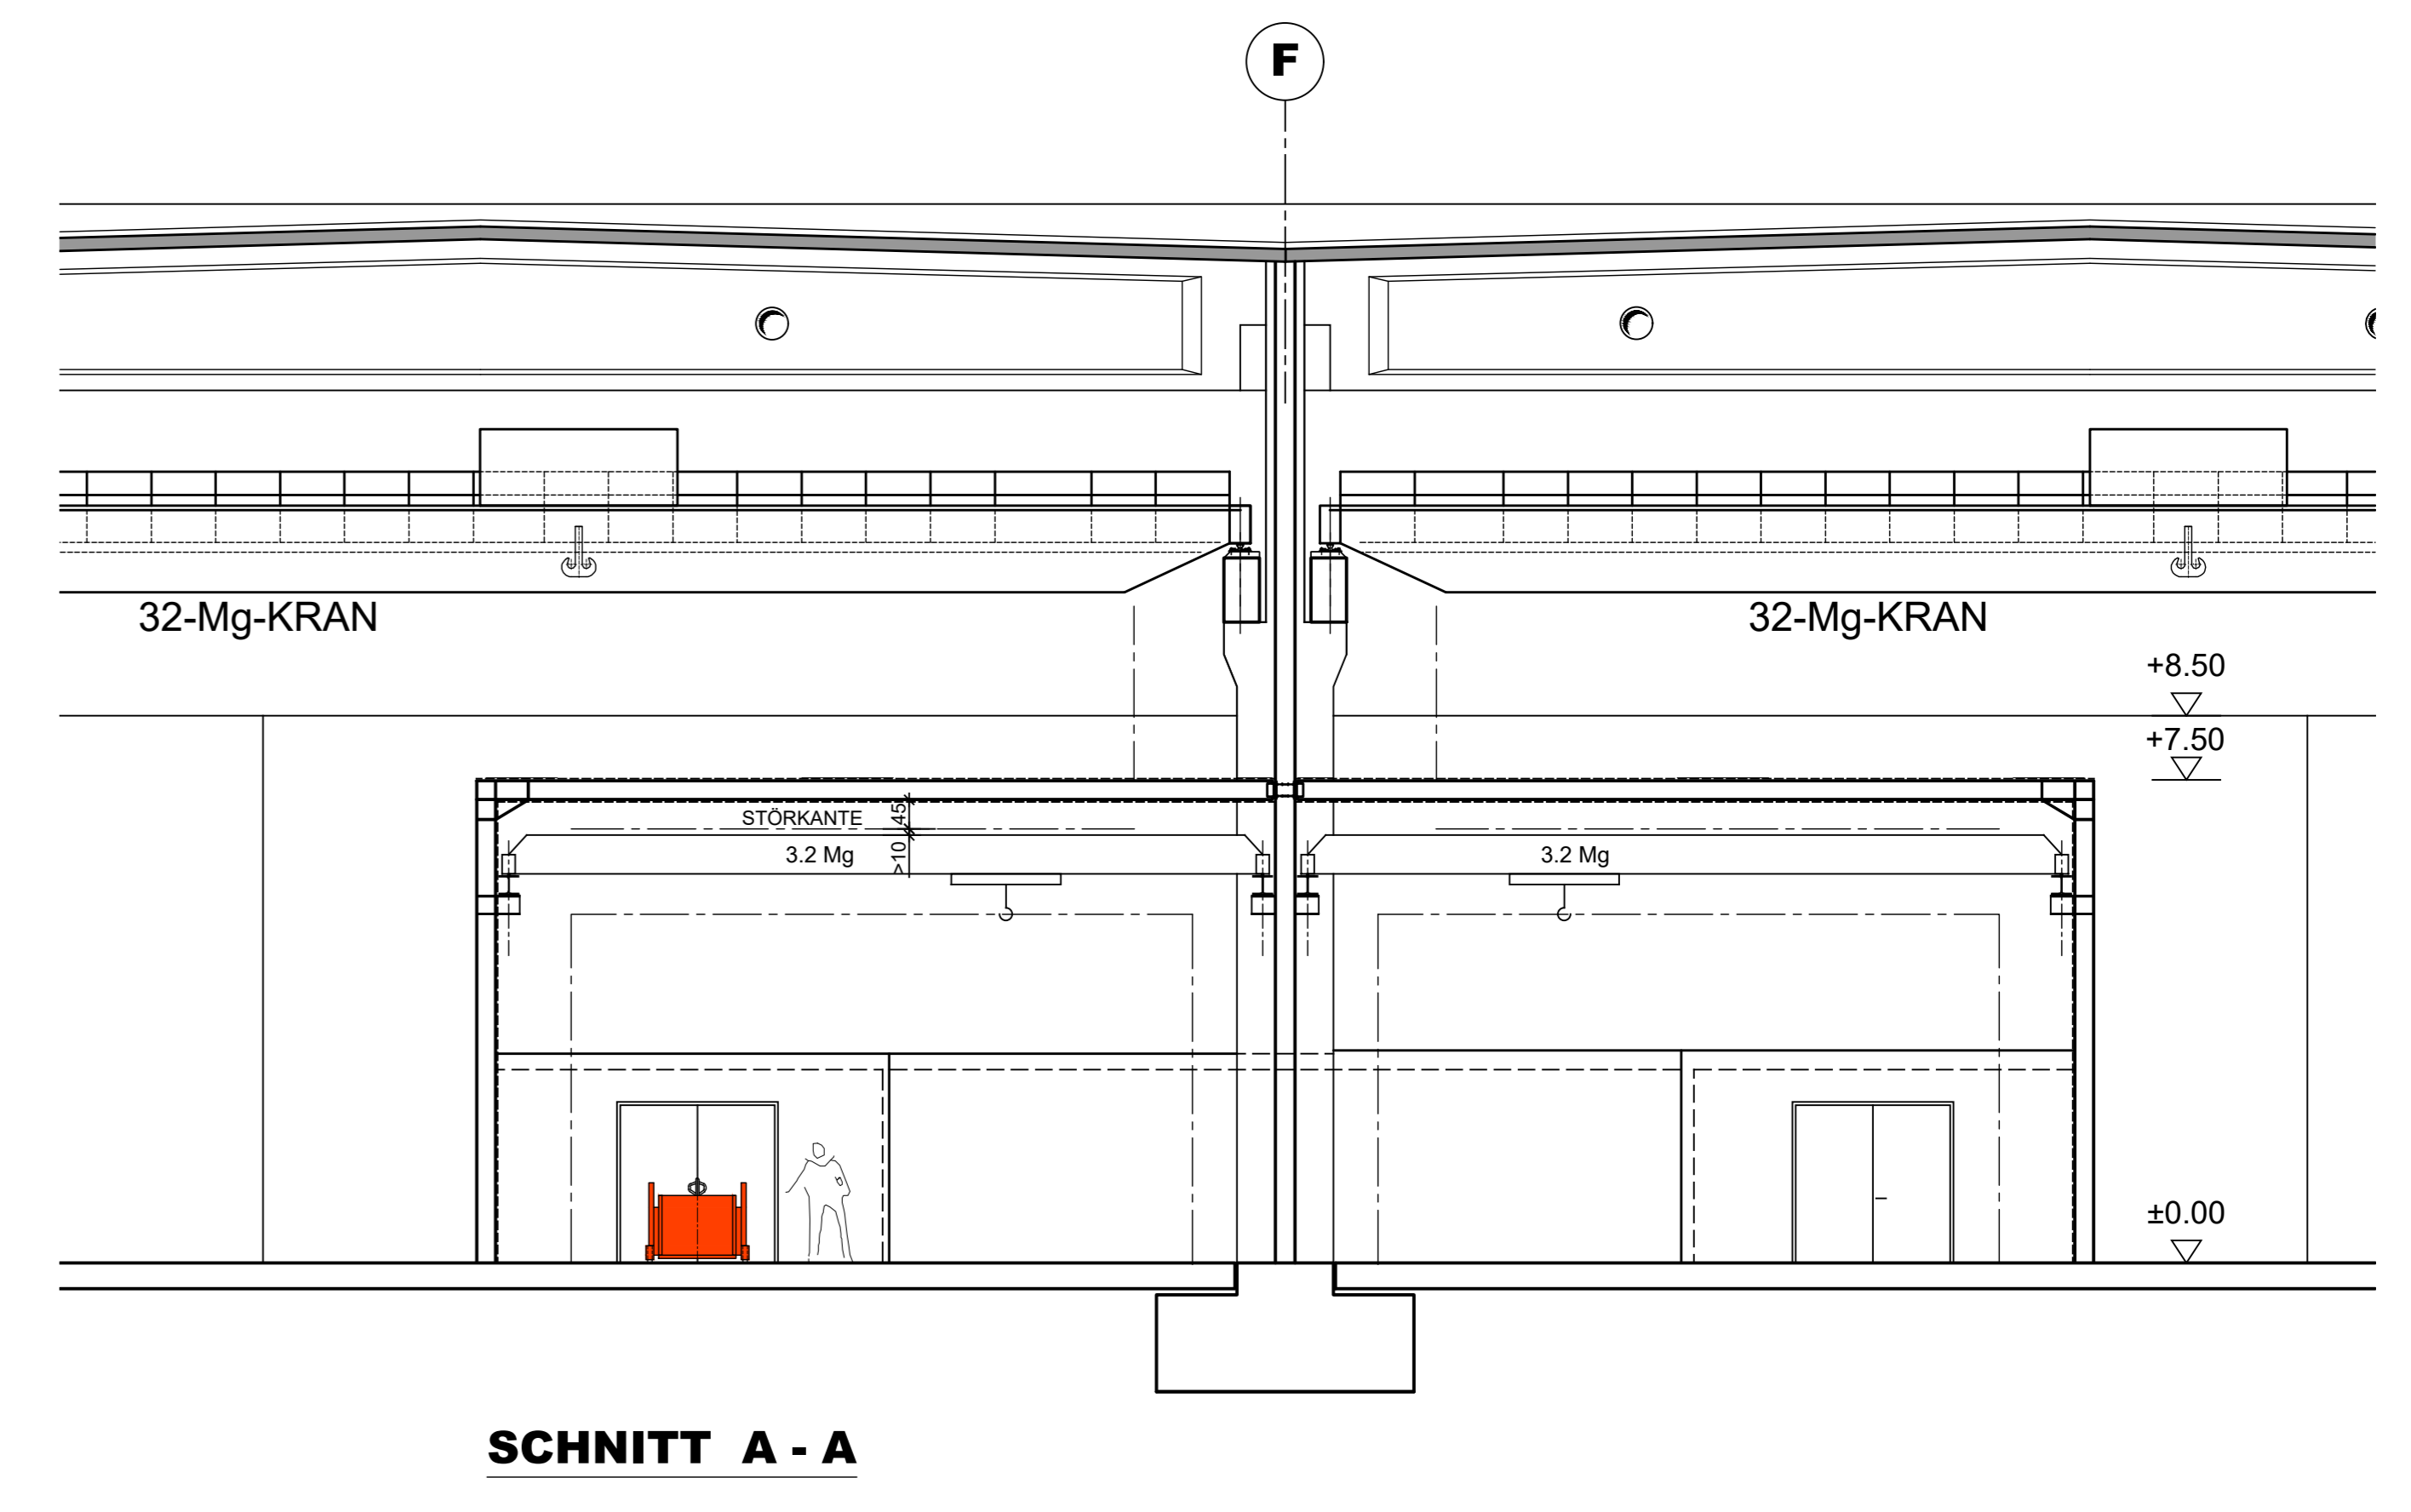 F
32-Mg-KRAN
32-Mg-KRAN
+8.50
+7.50
STÖRKANTE
45
3.2 Mg
>10
3.2 Mg
±0.00
SCHNITT A - A